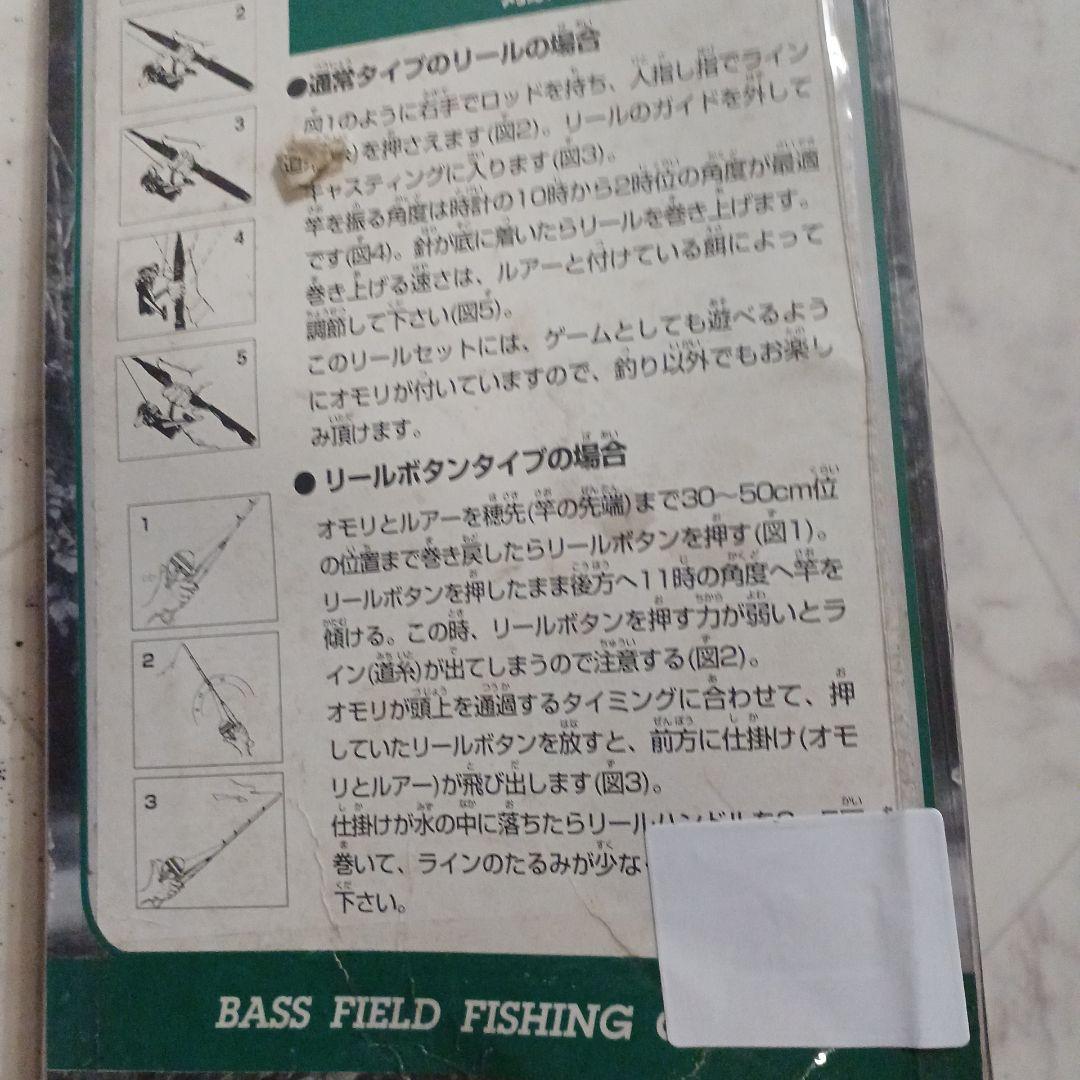 2
3
4
5
●通常タイプのリールの場合
図1のように右手でロッドを持ち、人指し指でライン
(道糸)を押さえます(図2)。リールのガイドを外して
キャスティングに入ります(図3)。
竿を振る角度は時計の10時から2時位の角度が最適
です(図4)。針が底に着いたらリールを巻き上げます。
巻き上げる速さは、ルアーと付けている餌によって
調節して下さい(図5)。
このリールセットには、ゲームとしても遊べるよう
にオモリが付いていますので、釣り以外でもお楽し
み頂けます。
●リールボタンタイプの場合
1
2
3
オモリとルアーを穂先(竿の先端)まで30〜50cm位
の位置まで巻き戻したらリールボタンを押す(図1)。
リールボタンを押したまま後方へ11時の角度へ竿を
傾ける。この時、リールボタンを押す力が弱いとラ
イン(道糸)が出てしまうので注意する(図2)。
オモリが頭上を通過するタイミングに合わせて、押
していたリールボタンを放すと、前方に仕掛け(オモ
リとルアー)が飛び出します(図3)。
仕掛けが水の中に落ちたらリールハンドルを
巻いて、ラインのたるみが少な
下さい。
BASS FIELD FISHING